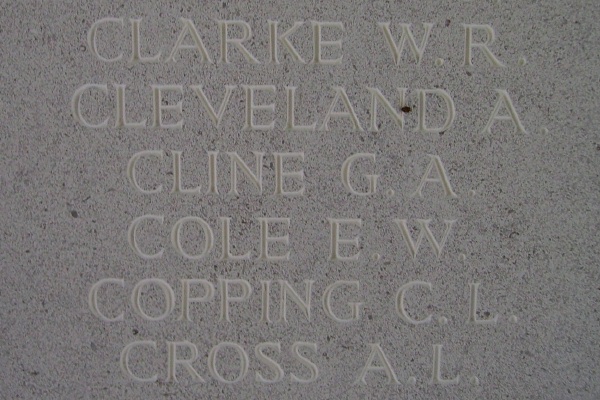 CLARKE W.R.
CLEVELAND A.
CLINE G.A.
COLE E.W.
COPPING C.L.
CROSS A.L.